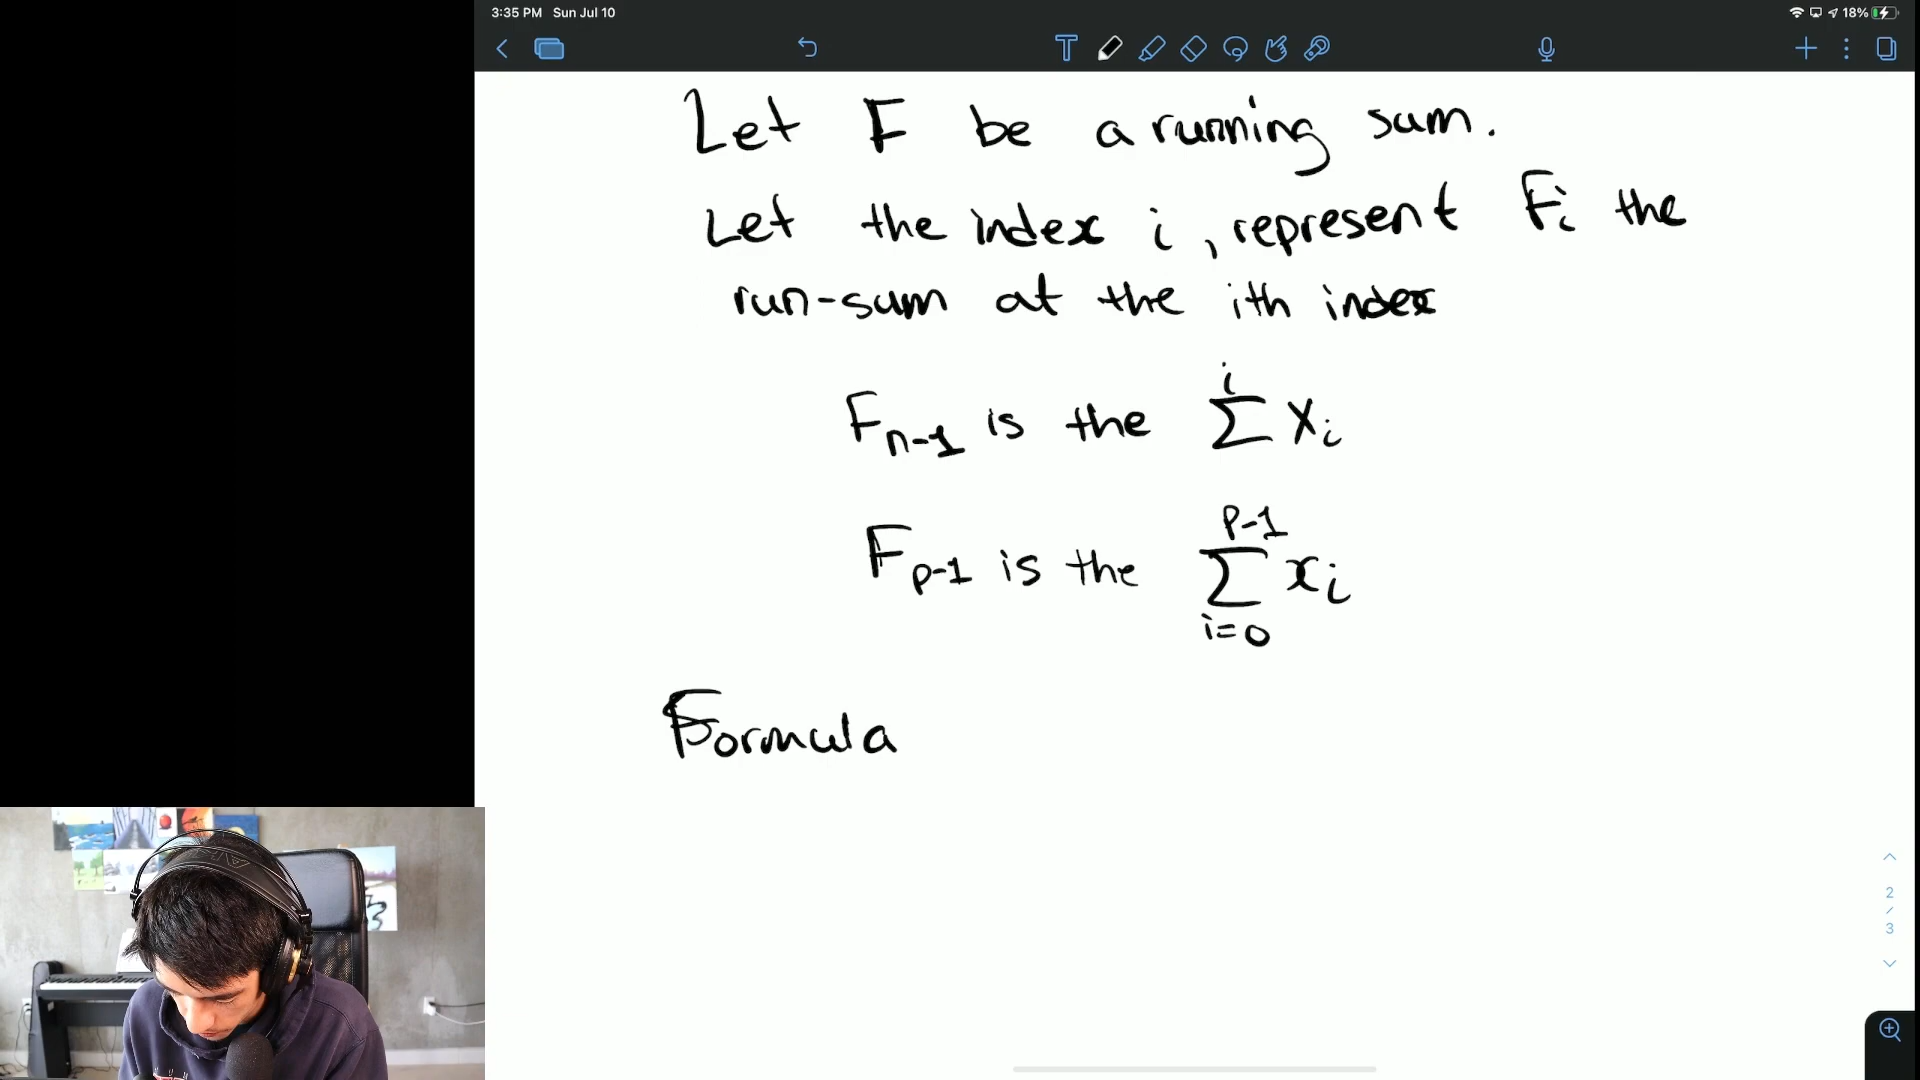 3:35 PM Sun Jul 10
18%
Let F be a running sum.
Let the index i, represent Fi the
run-sum at the ith index
i
Fn-1 is the Σ Xi
p-1
Fp-1 is the Σ xi
i=0
Formula
2
/
3